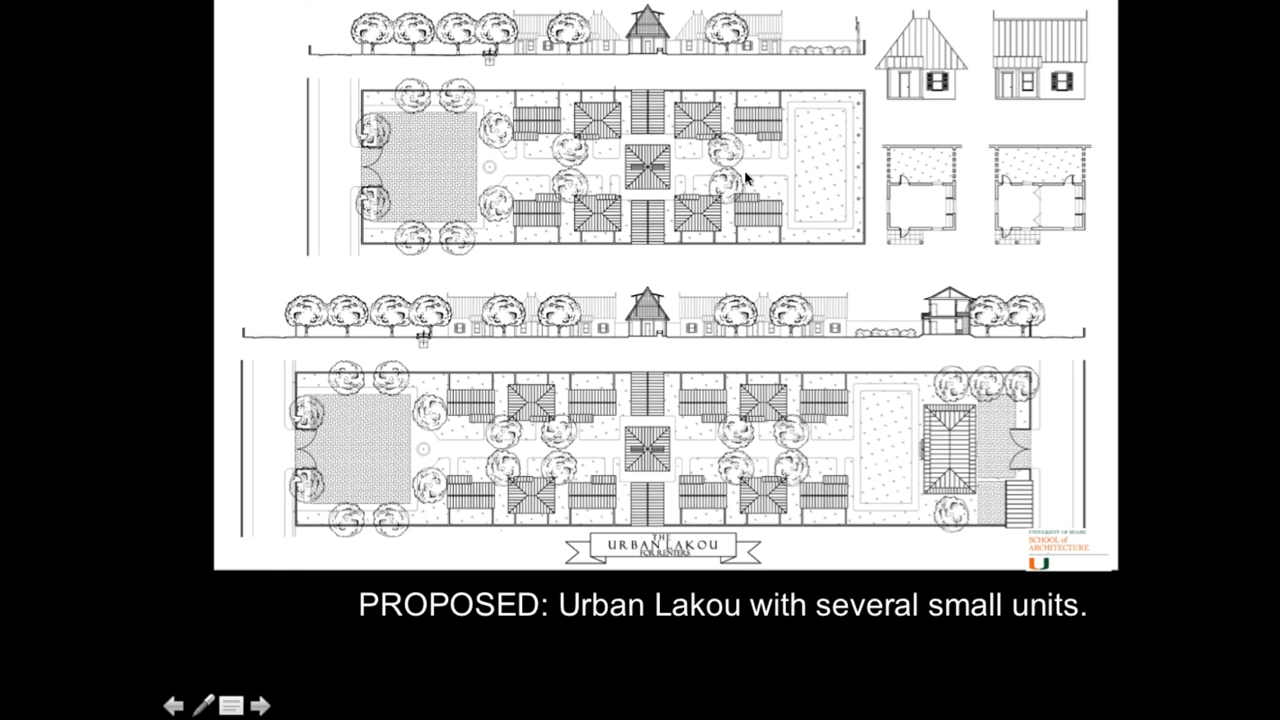 THE
URBAN LAKOU
FOR RENTERS
UNIVERSITY OF MIAMI
SCHOOL of
ARCHITECTURE
U
PROPOSED: Urban Lakou with several small units.